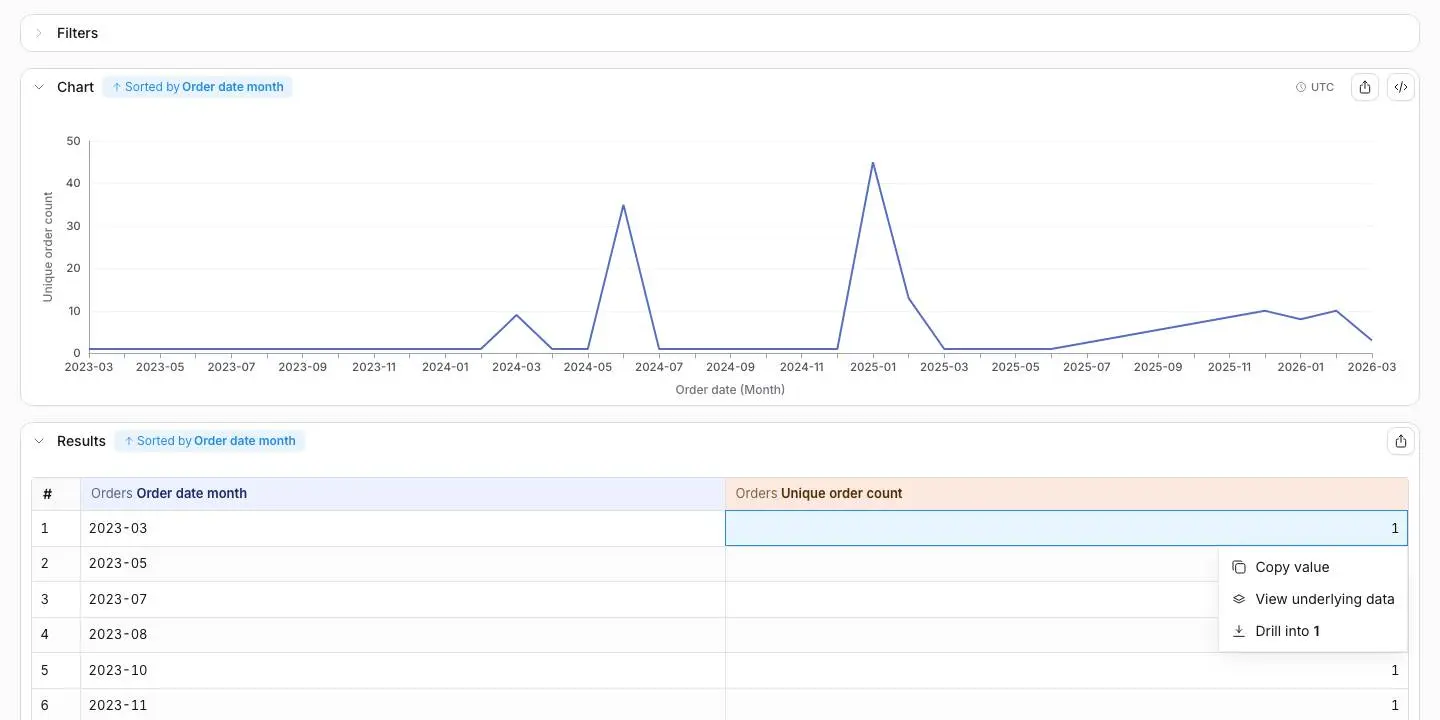 Filters
Chart ↑ Sorted by Order date month UTC
50
40
30
20
10
0
Unique order count
2023-03 2023-05 2023-07 2023-09 2023-11 2024-01 2024-03 2024-05 2024-07 2024-09 2024-11 2025-01 2025-03 2025-05 2025-07 2025-09 2025-11 2026-01 2026-03
Order date (Month)
Results ↑ Sorted by Order date month
# Orders Order date month Orders Unique order count
1 2023-03 1
2 2023-05
Copy value
3 2023-07
View underlying data
4 2023-08
Drill into 1
5 2023-10 1
6 2023-11 1